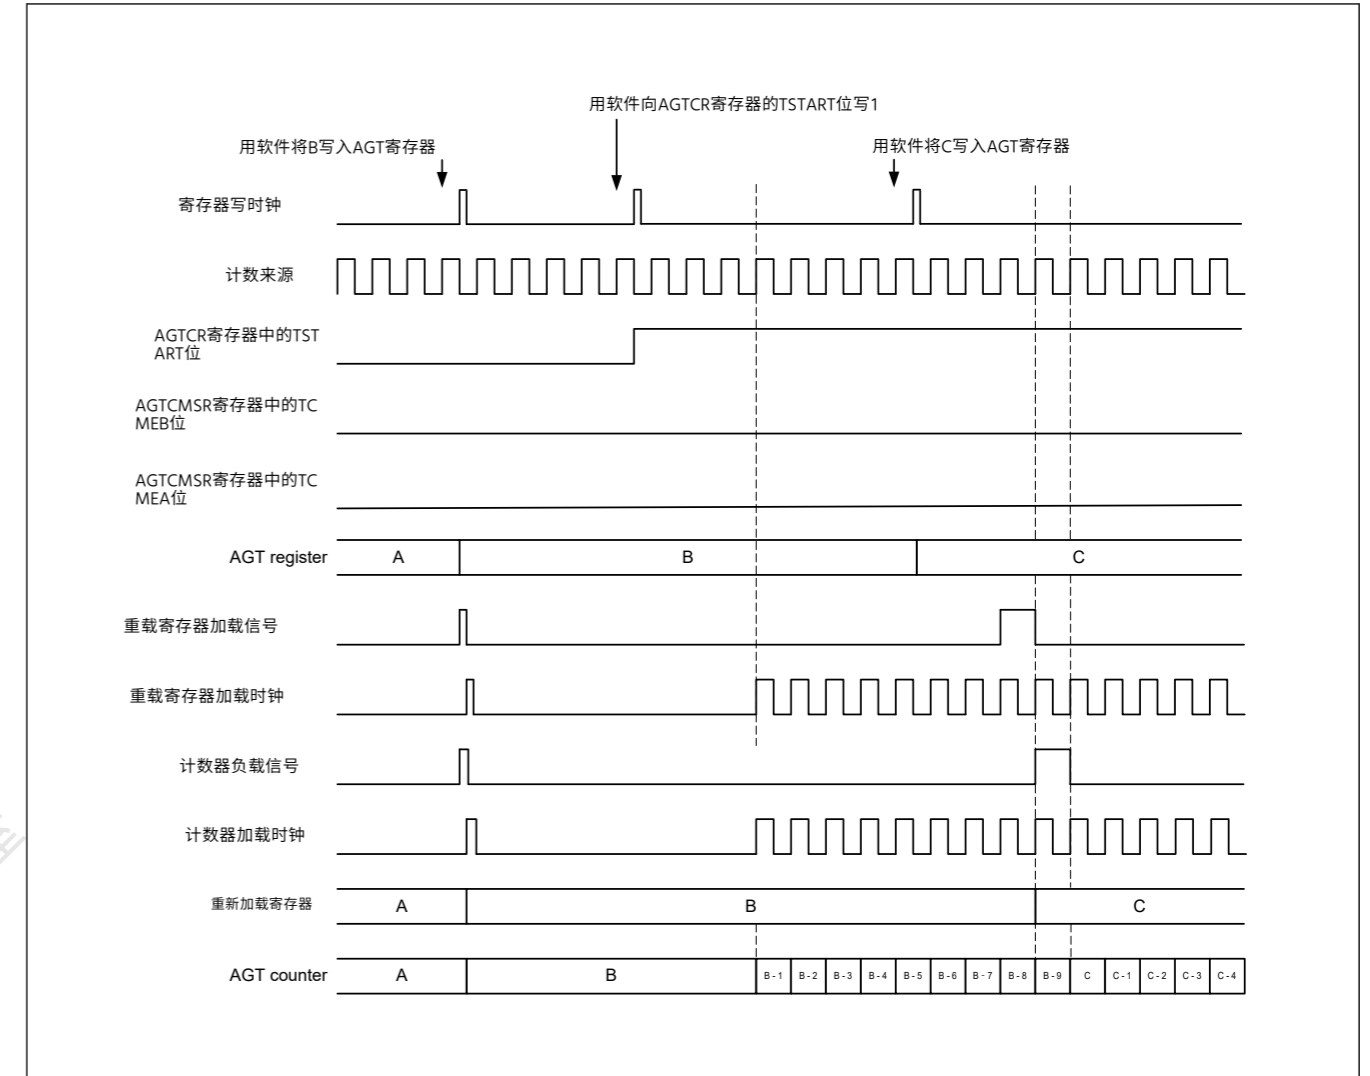 用软件向AGTCR寄存器的TSTART位写1
用软件将B写入AGT寄存器
用软件将C写入AGT寄存器
寄存器写时钟
计数来源
AGTCR寄存器中的TST
ART位
AGTCMSR寄存器中的TC
MEB位
AGTCMSR寄存器中的TC
MEA位
AGT register
A
B
C
重载寄存器加载信号
重载寄存器加载时钟
计数器负载信号
计数器加载时钟
重新加载寄存器
A
B
C
AGT counter
A
B
B-1
B-2
B-3
B-4
B-5
B-6
B-7
B-8
B-9
C
C-1
C-2
C-3
C-4